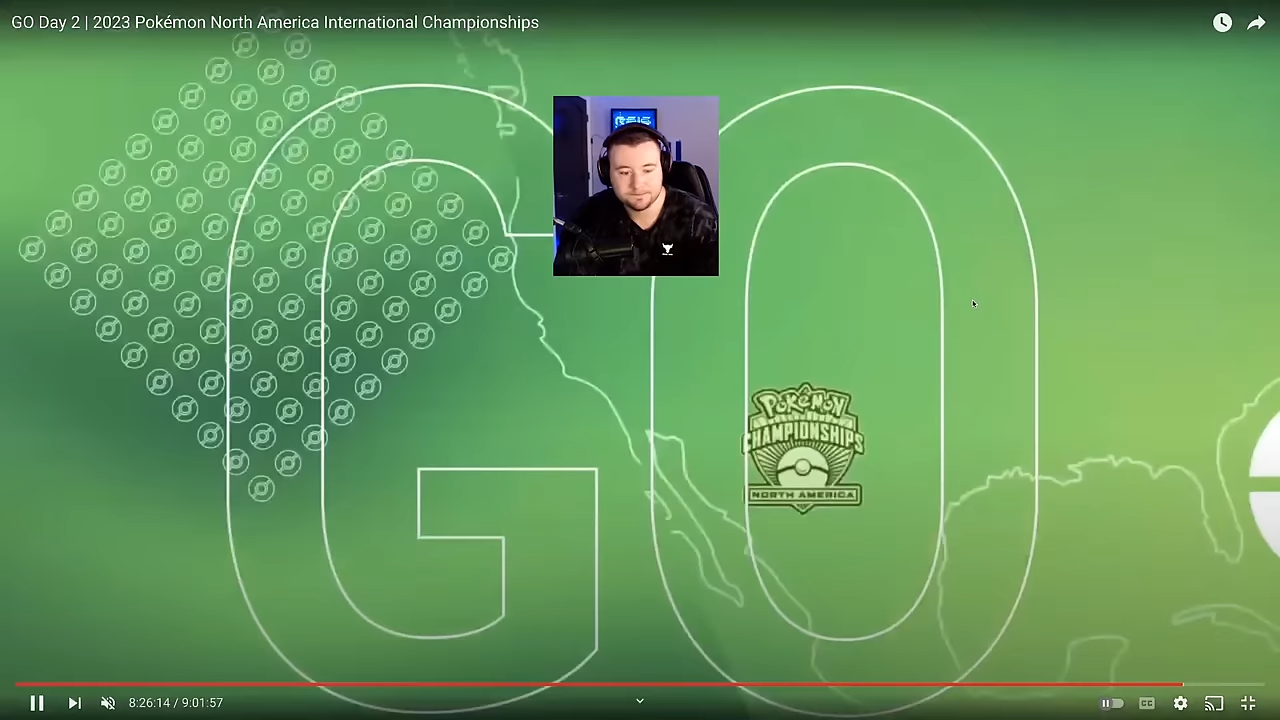 GO Day 2 | 2023 Pokémon North America International Championships
GO
POKéMON
CHAMPIONSHIPS
NORTH AMERICA
8:26:14 / 9:01:57
CC